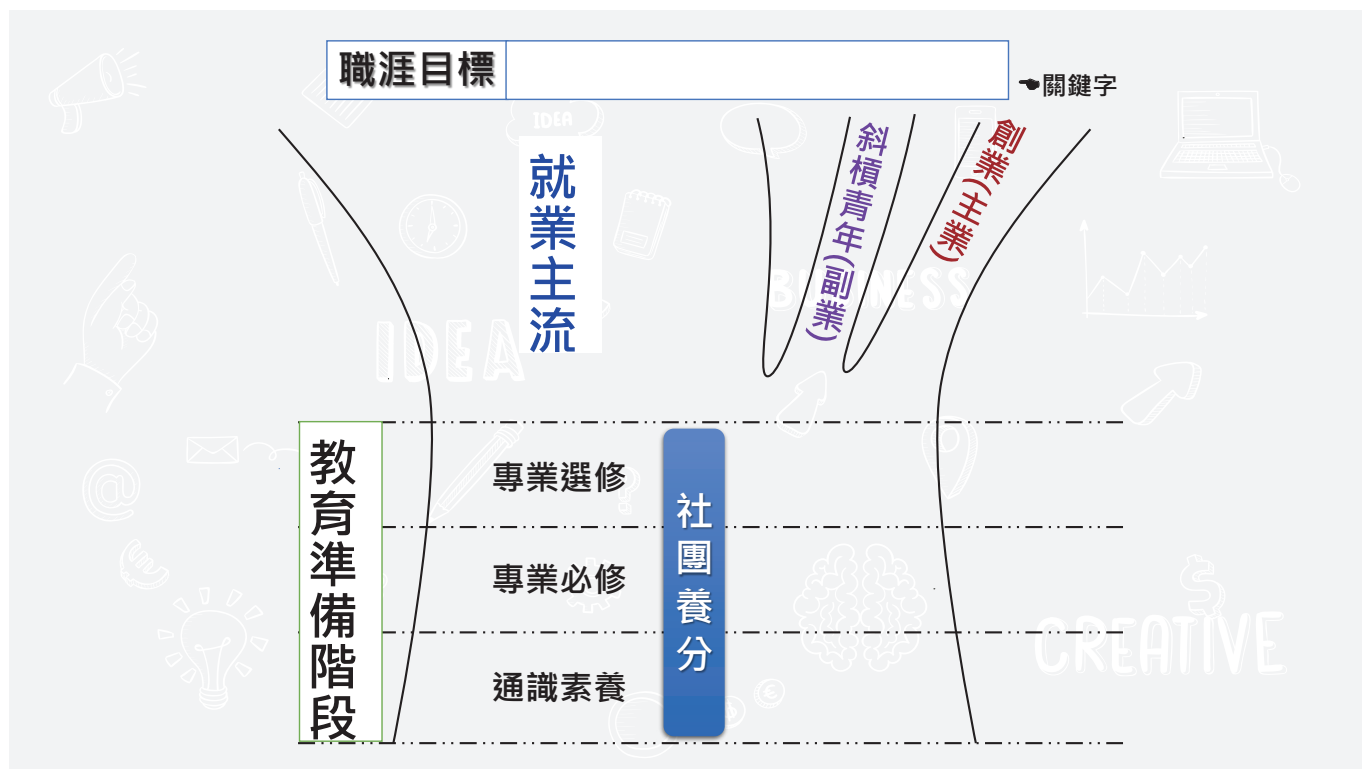 職涯目標
☚關鍵字
IDEA
就業主流
斜槓青年(副業)
創業(主業)
BUSINESS
IDEA
教育準備階段
專業選修
專業必修
通識素養
社團養分
CREATIVE